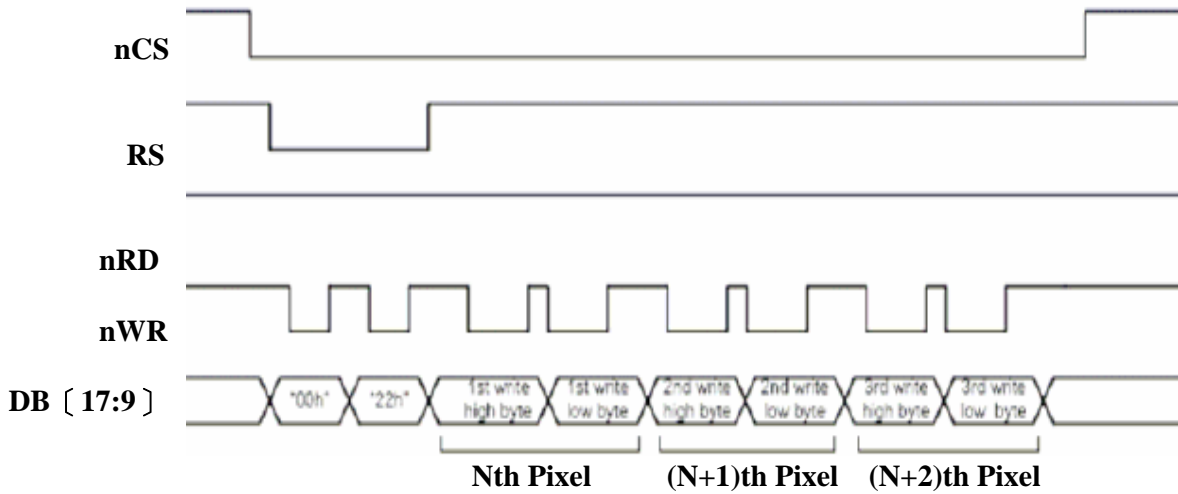 nCS
RS
nRD
nWR
DB〔17:9〕
"00h"
"22h"
1st write
high byte
1st write
low byte
2nd write
high byte
2nd write
low byte
3rd write
high byte
3rd write
low byte
Nth Pixel
(N+1)th Pixel
(N+2)th Pixel